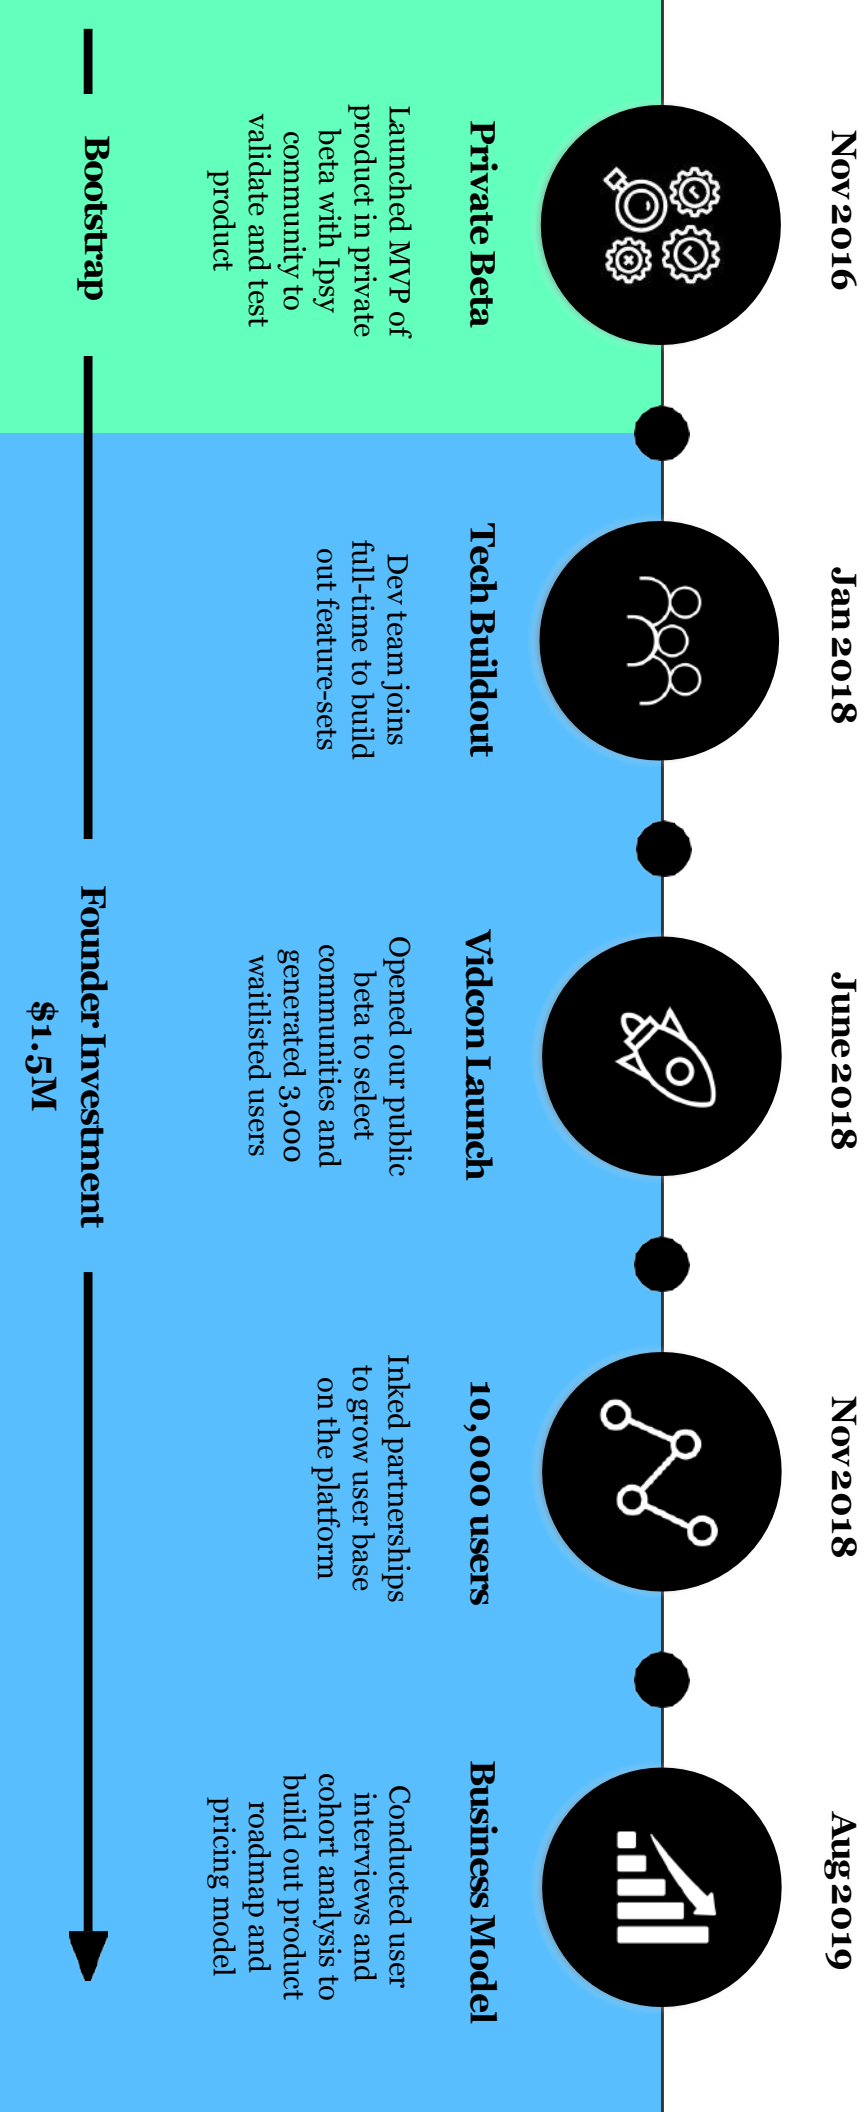 Nov 2016
Private Beta
Launched MVP of
product in private
beta with Ipsy
community to
validate and test
product
Jan 2018
Tech Buildout
Dev team joins
full-time to build
out feature-sets
June 2018
Vidcon Launch
Opened our public
beta to select
communities and
generated 3,000
waitlisted users
Nov 2018
10,000 users
Inked partnerships
to grow user base
on the platform
Aug 2019
Business Model
Conducted user
interviews and
cohort analysis to
build out product
roadmap and
pricing model
Bootstrap
Founder Investment
$1.5M